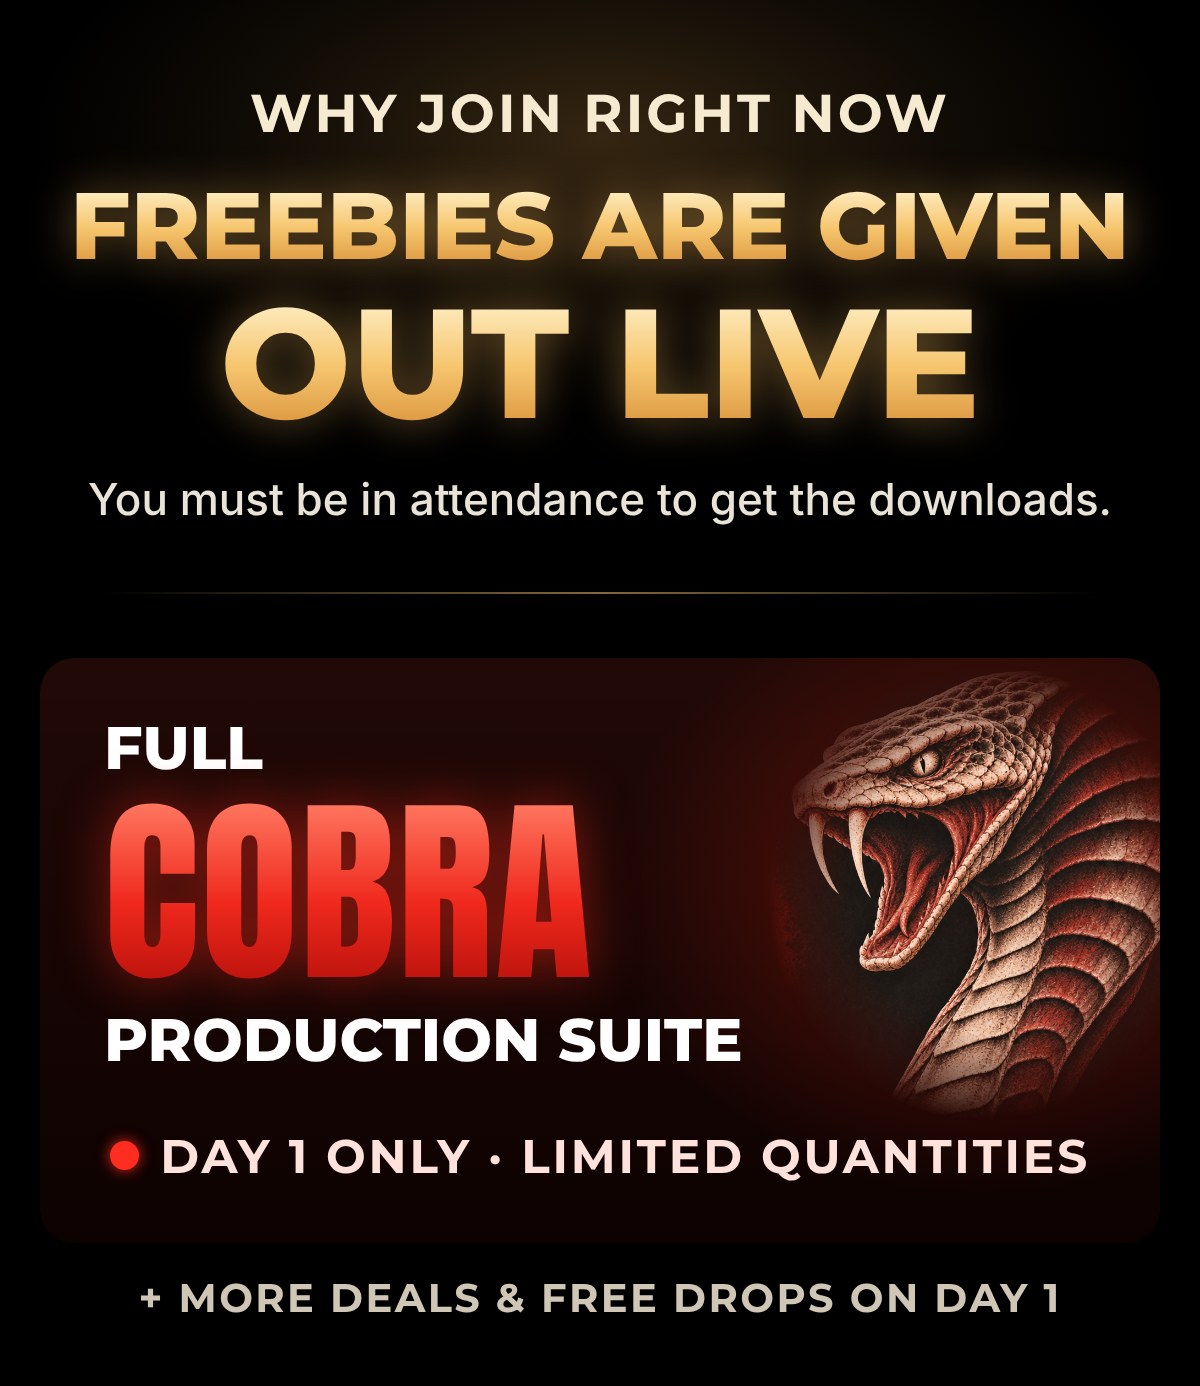 WHY JOIN RIGHT NOW
FREEBIES ARE GIVEN
OUT LIVE
You must be in attendance to get the downloads.
FULL
COBRA
PRODUCTION SUITE
DAY 1 ONLY · LIMITED QUANTITIES
+ MORE DEALS & FREE DROPS ON DAY 1